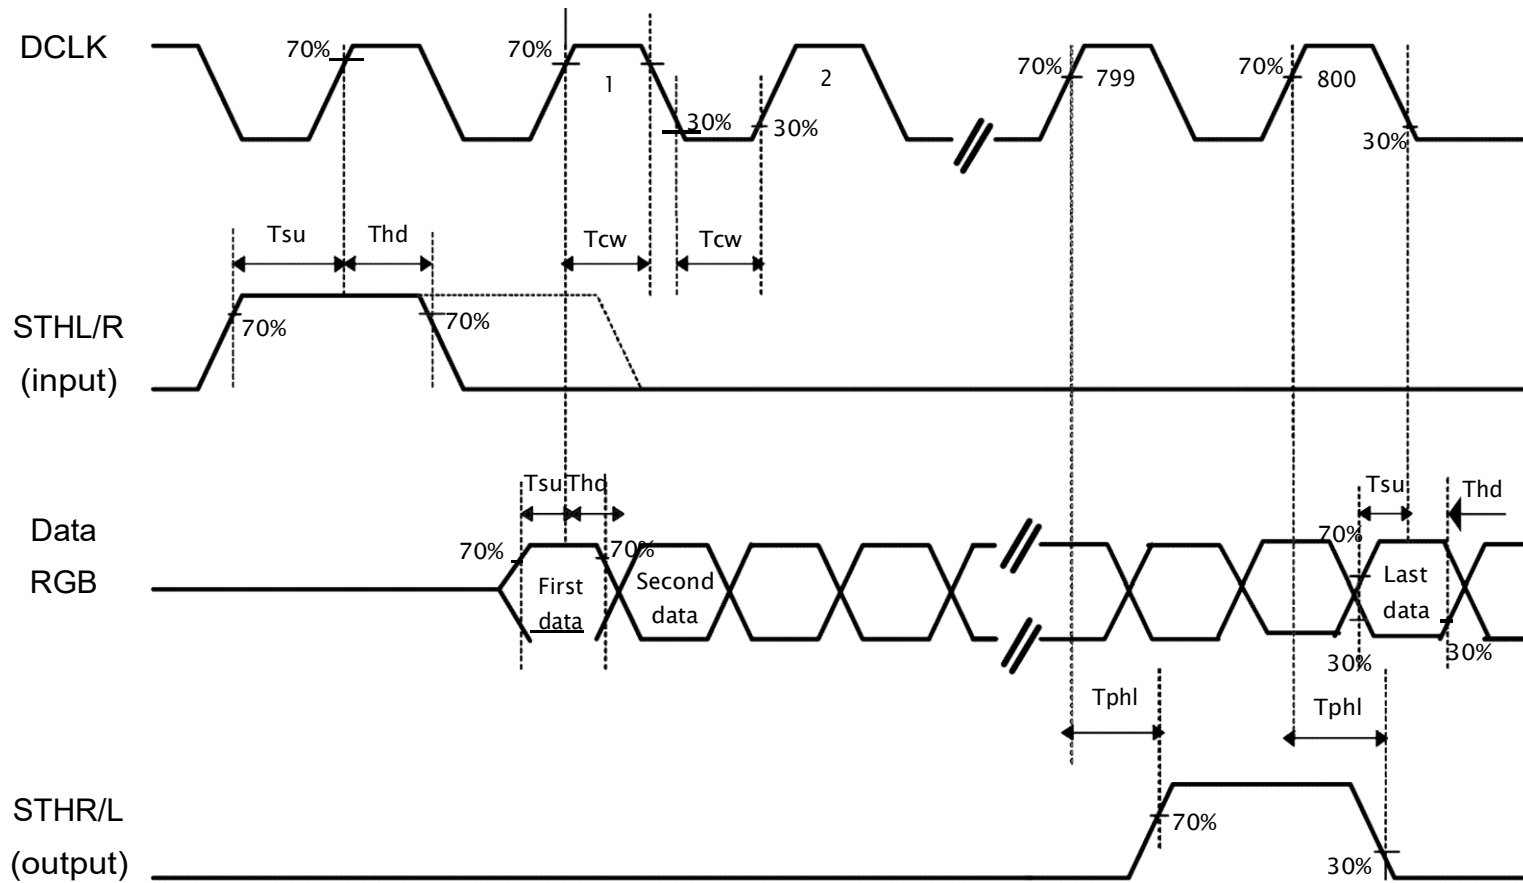 DCLK
70%
70%
1
30%
2
30%
70%
799
70%
800
30%
Tsu
Thd
Tcw
Tcw
STHL/R
(input)
70%
70%
Data
RGB
Tsu
Thd
70%
70%
First
data
Second
data
Tsu
Thd
70%
Last
data
30%
30%
Tphl
Tphl
STHR/L
(output)
70%
30%